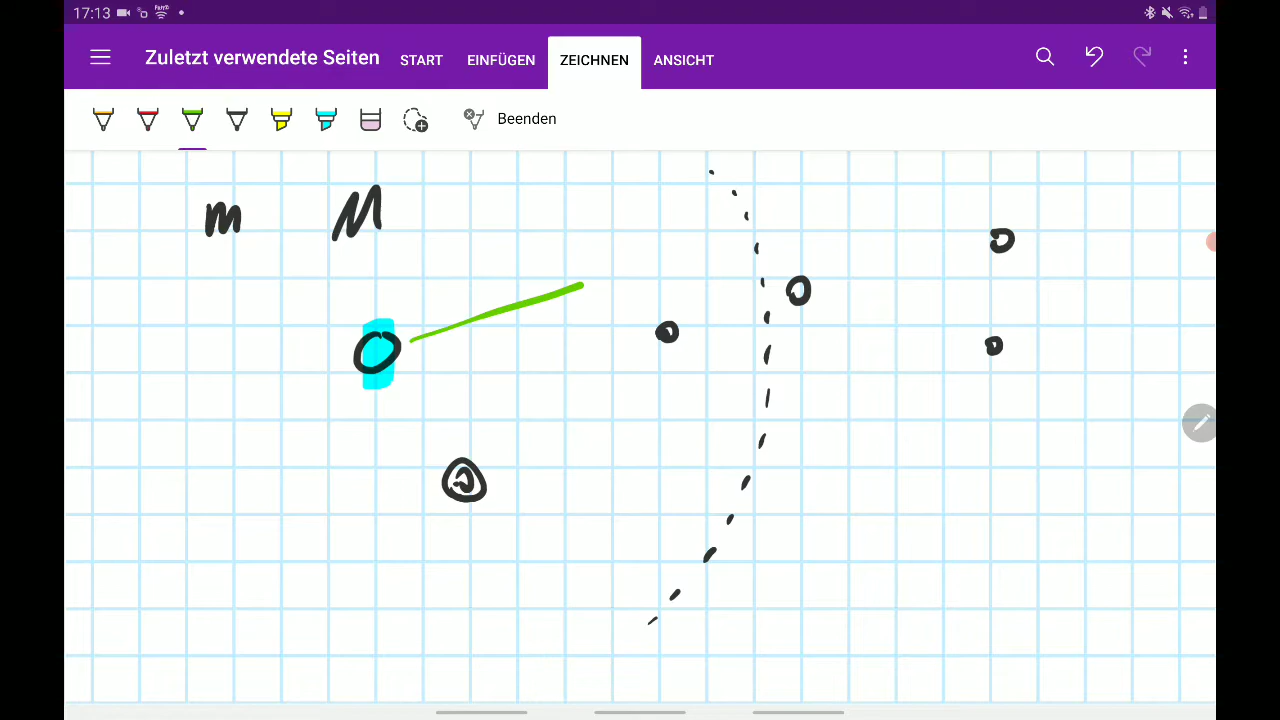 17:13
Zuletzt verwendete Seiten START EINFÜGEN ZEICHNEN ANSICHT
Beenden
m M